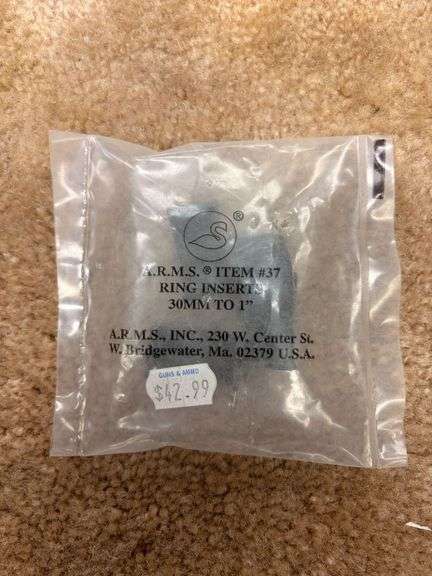 ®
A.R.M.S.® ITEM #37
RING INSERTS
30MM TO 1"
A.R.M.S., INC., 230 W. Center St.
W. Bridgewater, Ma. 02379 U.S.A.
GUNS & AMMO
$42.99